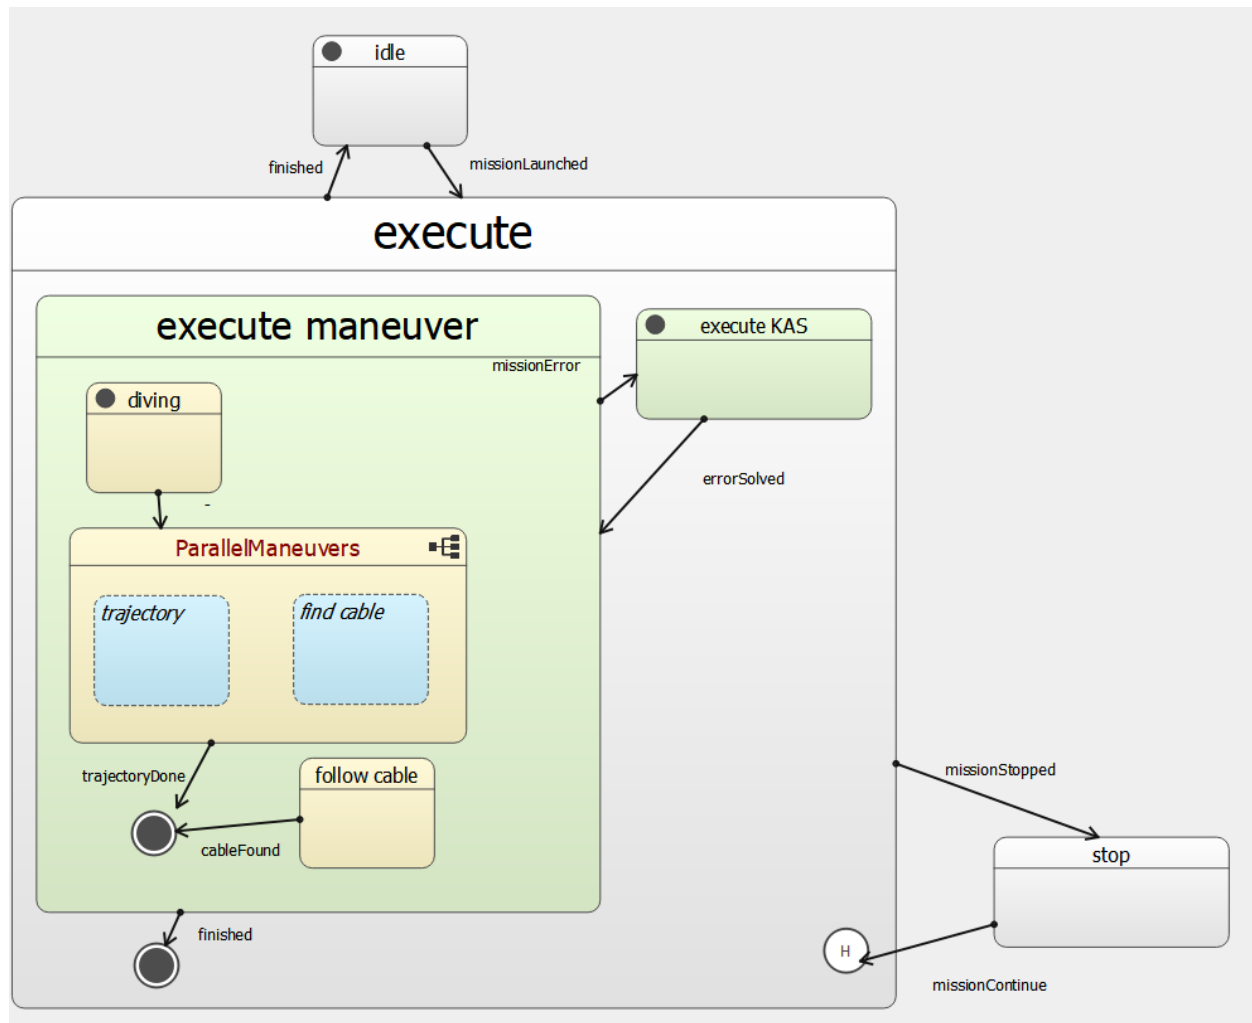 idle
finished
missionLaunched
execute
execute maneuver
execute KAS
missionError
diving
errorSolved
-
ParallelManeuvers
trajectory
find cable
trajectoryDone
follow cable
missionStopped
cableFound
stop
finished
H
missionContinue